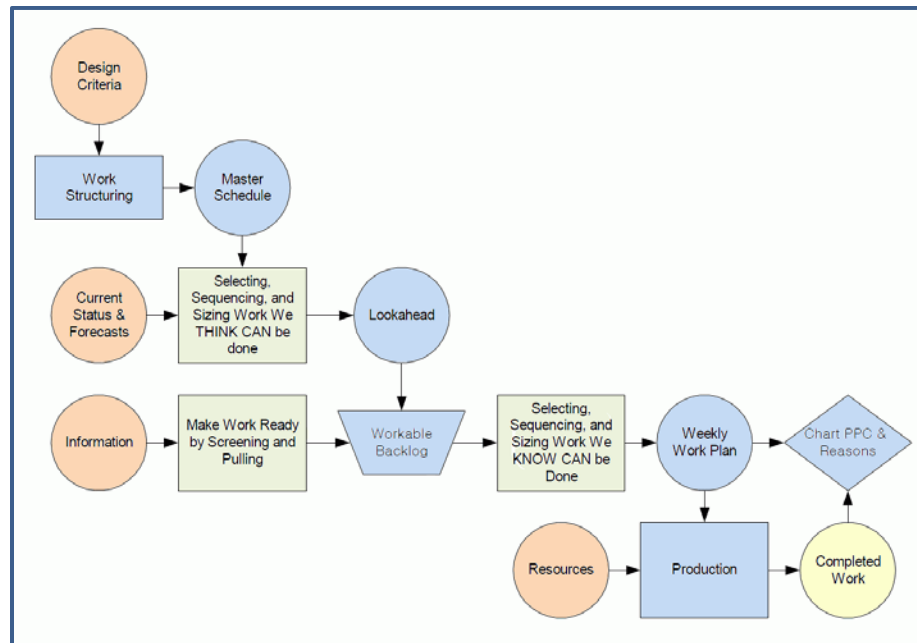 Design
Criteria
Work
Structuring
Master
Schedule
Current
Status &
Forecasts
Selecting,
Sequencing, and
Sizing Work We
THINK CAN be
done
Lookahead
Information
Make Work Ready
by Screening and
Pulling
Workable
Backlog
Selecting,
Sequencing, and
Sizing Work We
KNOW CAN be
Done
Weekly
Work Plan
Chart PPC &
Reasons
Resources
Production
Completed
Work